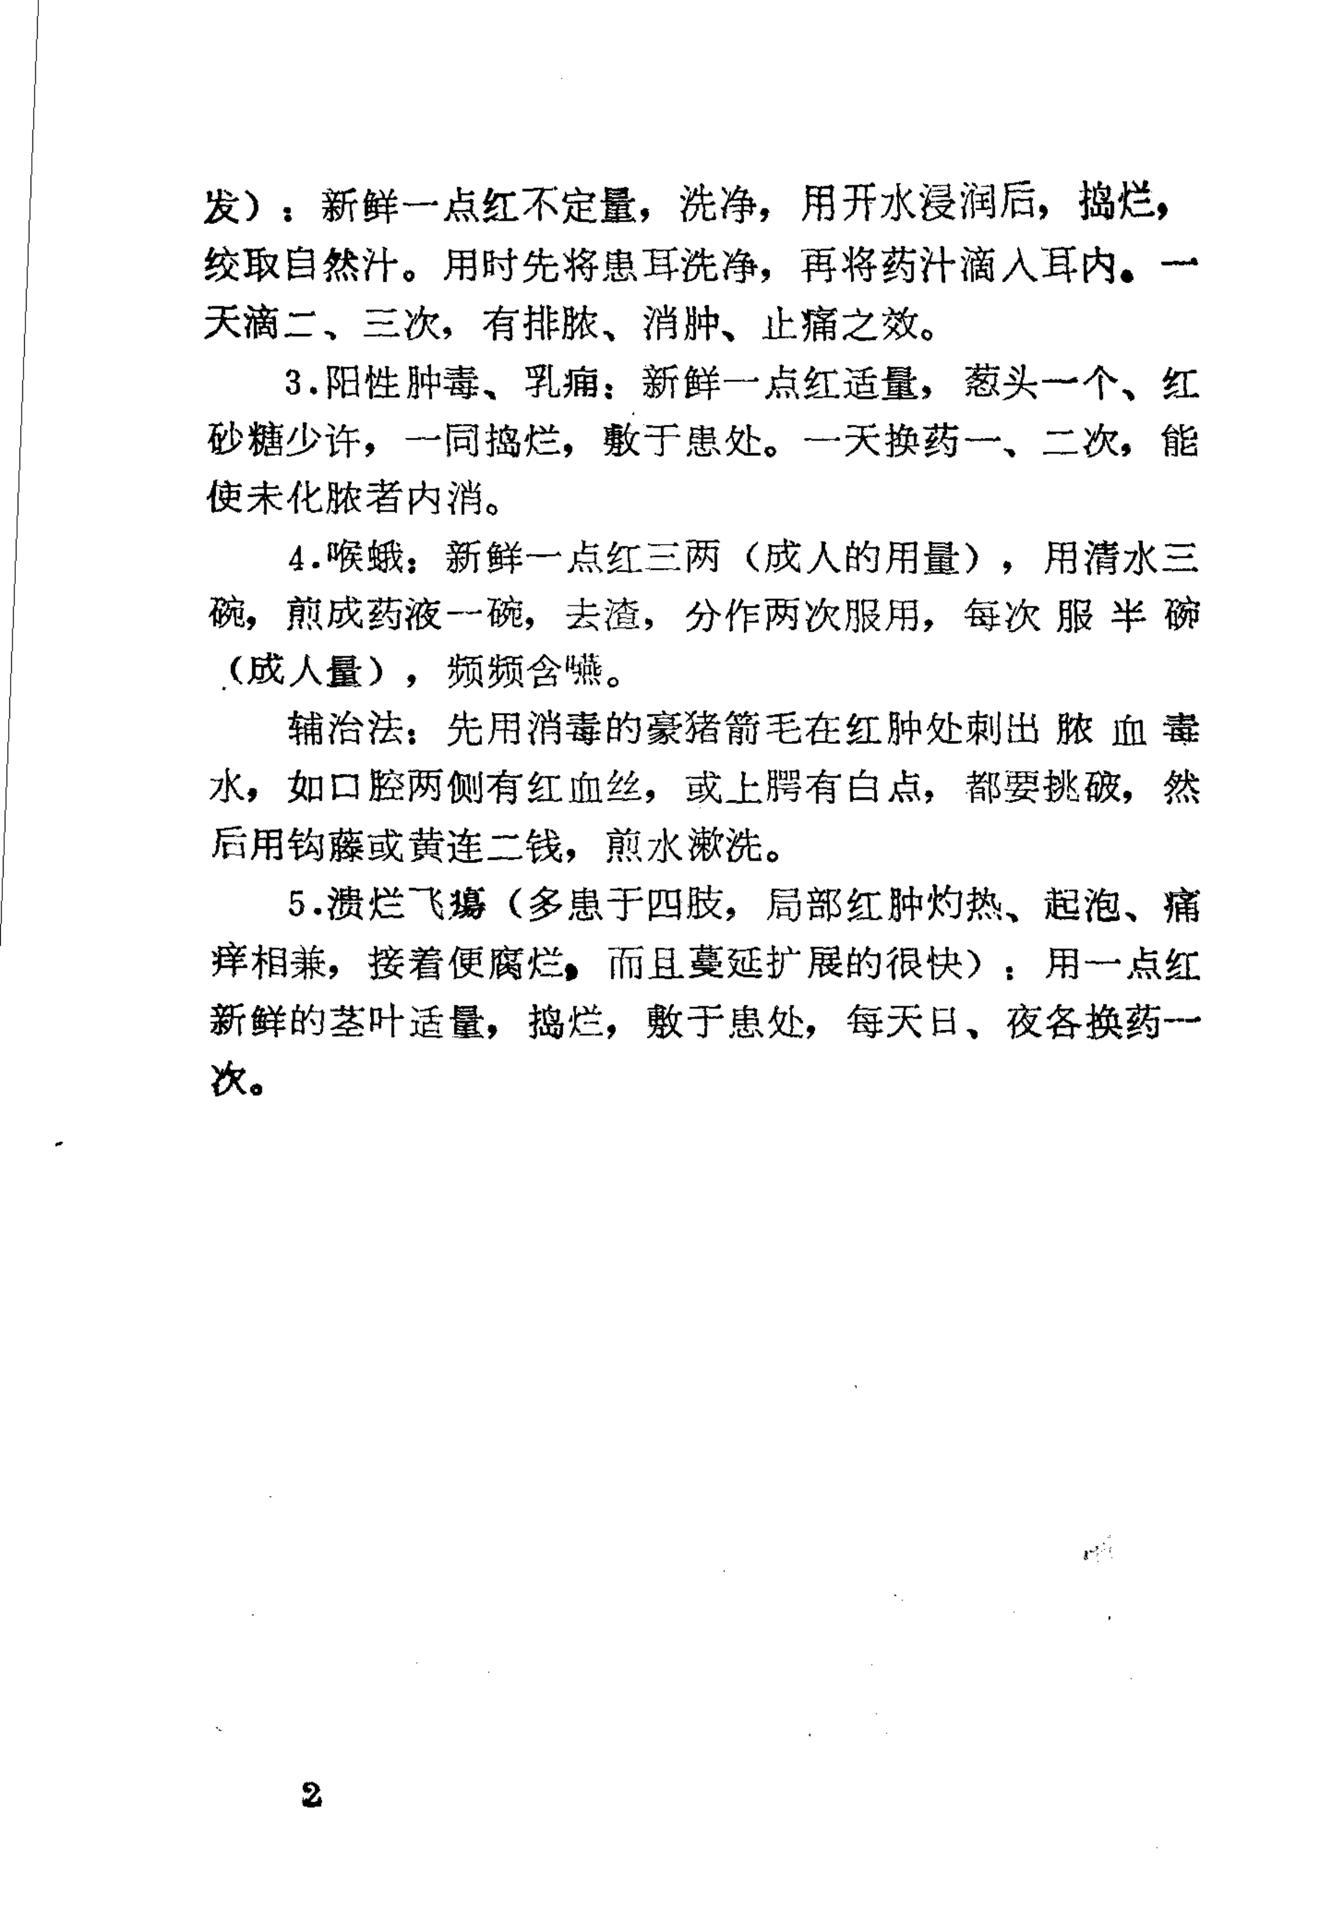 发）：新鲜一点红不定量，洗净，用开水浸润后，捣烂，
绞取自然汁。用时先将患耳洗净，再将药汁滴入耳内。一
天滴二、三次，有排脓、消肿、止痛之效。
3.阳性肿毒、乳痈：新鲜一点红适量，葱头一个、红
砂糖少许，一同捣烂，敷于患处。一天换药一、二次，能
使未化脓者内消。
4.喉蛾：新鲜一点红三两（成人的用量），用清水三
碗，煎成药液一碗，去渣，分作两次服用，每次服半碗
（成人量），频频含嚥。
辅治法：先用消毒的豪猪箭毛在红肿处刺出脓血毒
水，如口腔两侧有红血丝，或上腭有白点，都要挑破，然
后用钩藤或黄连二钱，煎水漱洗。
5.溃烂飞（多患于四肢，局部红肿灼热、起泡、痛
痒相兼，接着便腐烂，而且蔓延扩展的很快）：用一点红
新鲜的茎叶适量，捣烂，敷于患处，每天日、夜各换药一
次。
2